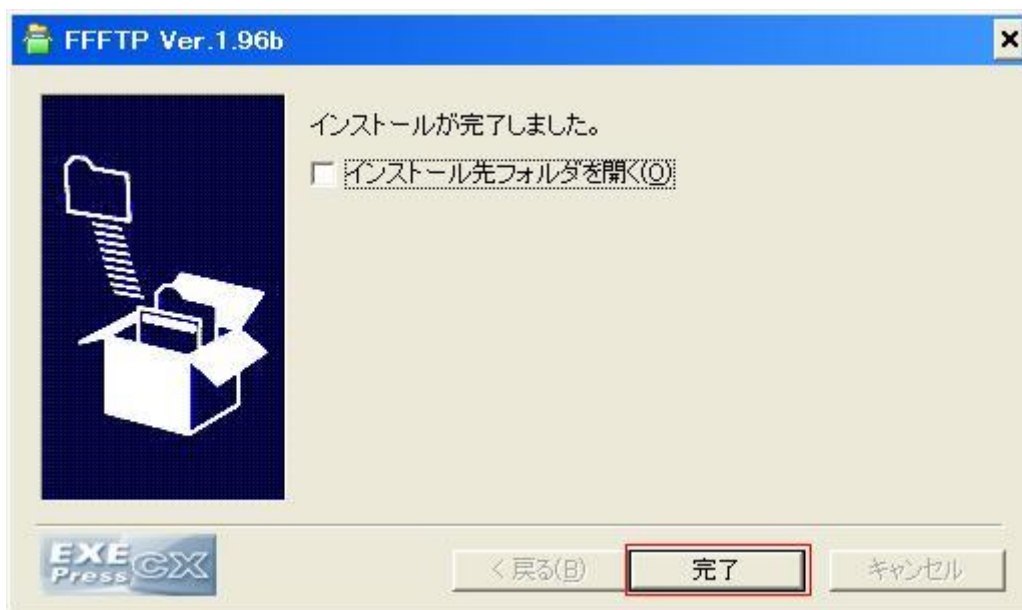 FFFTP Ver.1.96b
インストールが完了しました。
インストール先フォルダを開く(O)
EXE
Press CX
< 戻る(B)
完了
キャンセル